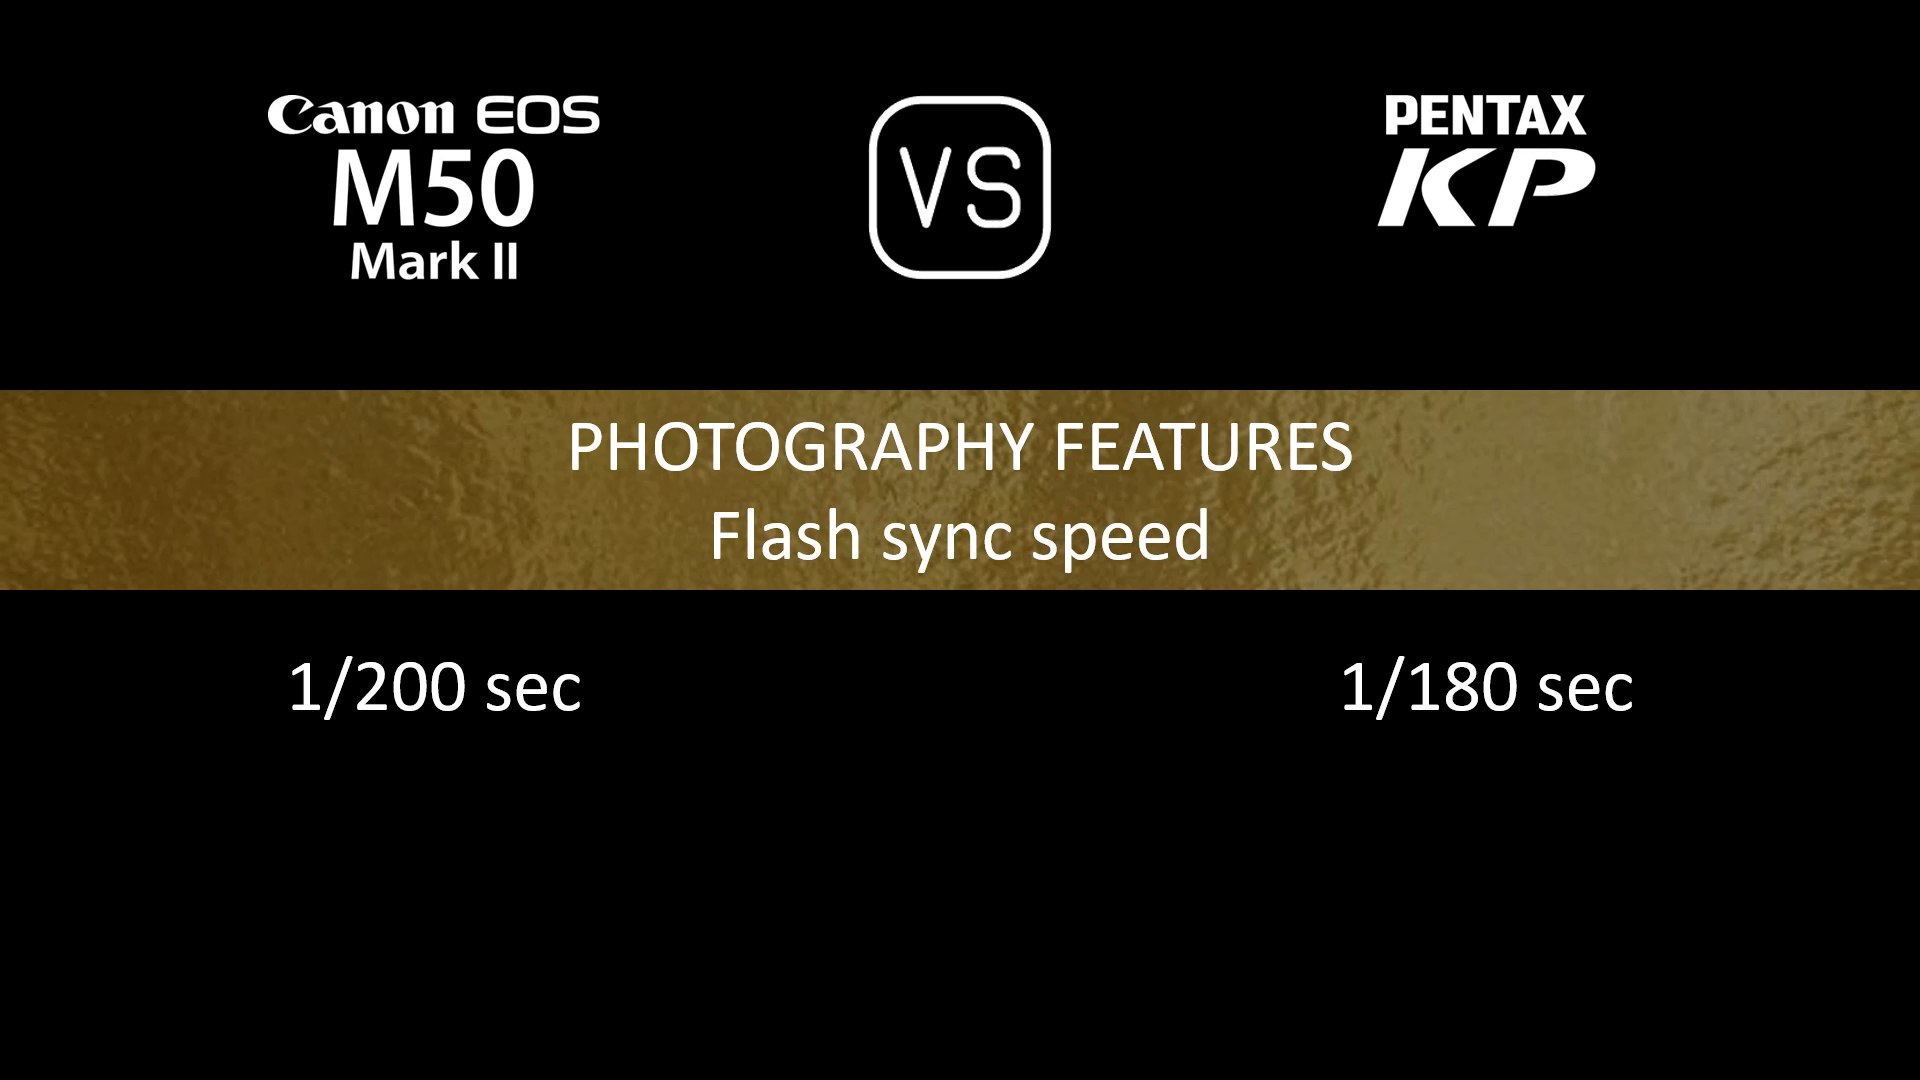 Canon EOS
M50
Mark II
VS
PENTAX
KP
PHOTOGRAPHY FEATURES
Flash sync speed
1/200 sec
1/180 sec